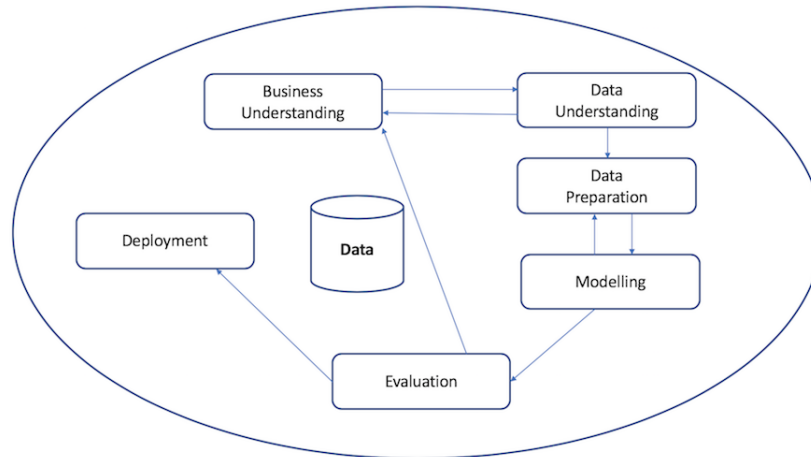 Business
Understanding
Data
Understanding
Data
Preparation
Deployment
Data
Modelling
Evaluation